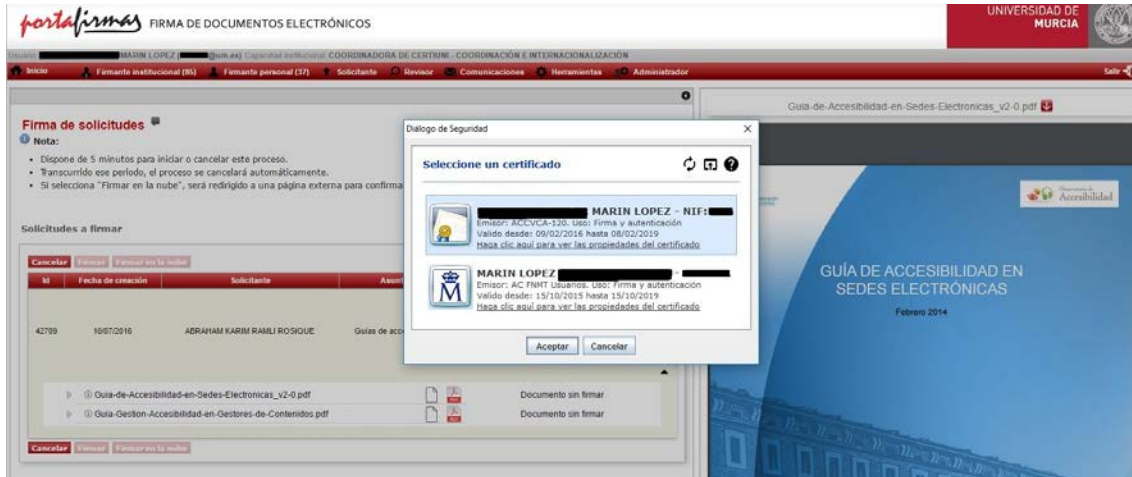 portafirmas FIRMA DE DOCUMENTOS ELECTRÓNICOS
UNIVERSIDAD DE
MURCIA
MARIN LOPEZ ( @um.es) Capacidad institucional: COORDINADORA DE CERTIUNI - COORDINACIÓN E INTERNACIONALIZACIÓN
Inicio Firmante institucional (85) Firmante personal (37) Solicitante Revisor Comunicaciones Herramientas Administrador Salir
Guia-de-Accesibilidad-en-Sedes-Electronicas_v2-0.pdf
Firma de solicitudes
Nota:
• Dispone de 5 minutos para iniciar o cancelar este proceso.
• Transcurrido ese periodo, el proceso se cancelará automáticamente.
• Si selecciona "Firmar en la nube", será redirigido a una página externa para confirma
Solicitudes a firmar
Cancelar Firmar Firmar en la nube
Id Fecha de creación Solicitante Asunt
42709 10/07/2016 ABRAHAM KARIM RAMLI ROSIQUE Guias de acc
Guia-de-Accesibilidad-en-Sedes-Electronicas_v2-0.pdf Documento sin firmar
Guia-Gestion-Accesibilidad-en-Gestores-de-Contenidos.pdf Documento sin firmar
Cancelar Firmar Firmar en la nube
Dialogo de Seguridad
Seleccione un certificado
MARIN LOPEZ - NIF:
Emisor: ACCVCA-120. Uso: Firma y autenticación
Valido desde: 09/02/2016 hasta 08/02/2019
Haga clic aquí para ver las propiedades del certificado
MARIN LOPEZ -
Emisor: AC FNMT Usuarios. Uso: Firma y autenticación
Valido desde: 15/10/2015 hasta 15/10/2019
Haga clic aquí para ver las propiedades del certificado
Aceptar Cancelar
Accesibilidad
GUÍA DE ACCESIBILIDAD EN
SEDES ELECTRÓNICAS
Febrero 2014